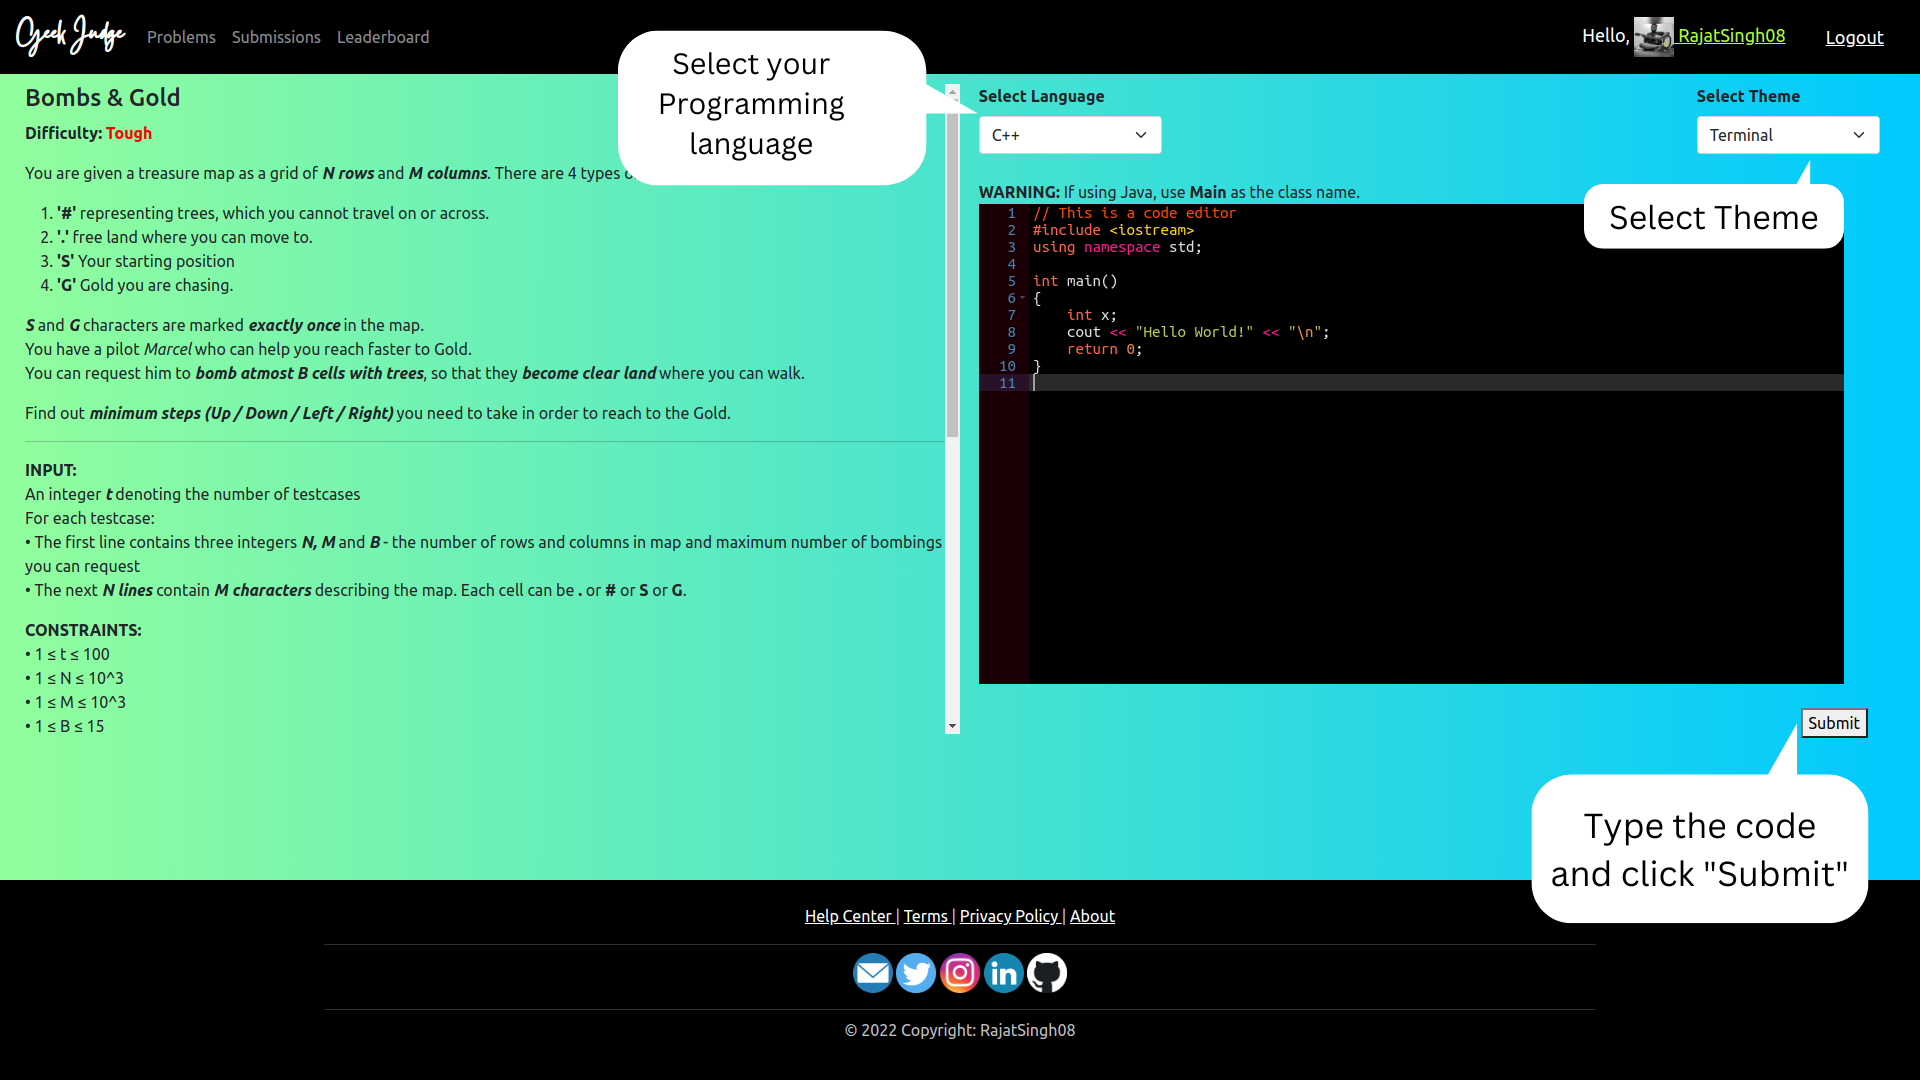 Geek Judge Problems Submissions Leaderboard
Hello, RajatSingh08 Logout
Select your
Programming
language
Bombs & Gold
Difficulty: Tough
You are given a treasure map as a grid of N rows and M columns. There are 4 types
1. '#' representing trees, which you cannot travel on or across.
2. '.' free land where you can move to.
3. 'S' Your starting position
4. 'G' Gold you are chasing.
S and G characters are marked exactly once in the map.
You have a pilot Marcel who can help you reach faster to Gold.
You can request him to bomb atmost B cells with trees, so that they become clear land where you can walk.
Find out minimum steps (Up / Down / Left / Right) you need to take in order to reach to the Gold.
INPUT:
An integer t denoting the number of testcases
For each testcase:
• The first line contains three integers N, M and B - the number of rows and columns in map and maximum number of bombings
you can request
• The next N lines contain M characters describing the map. Each cell can be . or # or S or G.
CONSTRAINTS:
• 1 ≤ t ≤ 100
• 1 ≤ N ≤ 10^3
• 1 ≤ M ≤ 10^3
• 1 ≤ B ≤ 15
Select Language
C++
Select Theme
Terminal
Select Theme
WARNING: If using Java, use Main as the class name.
1 // This is a code editor
2 #include <iostream>
3 using namespace std;
4
5 int main()
6 {
7 int x;
8 cout << "Hello World!" << "\n";
9 return 0;
10 }
11
Submit
Type the code
and click "Submit"
Help Center | Terms | Privacy Policy | About
in
© 2022 Copyright: RajatSingh08